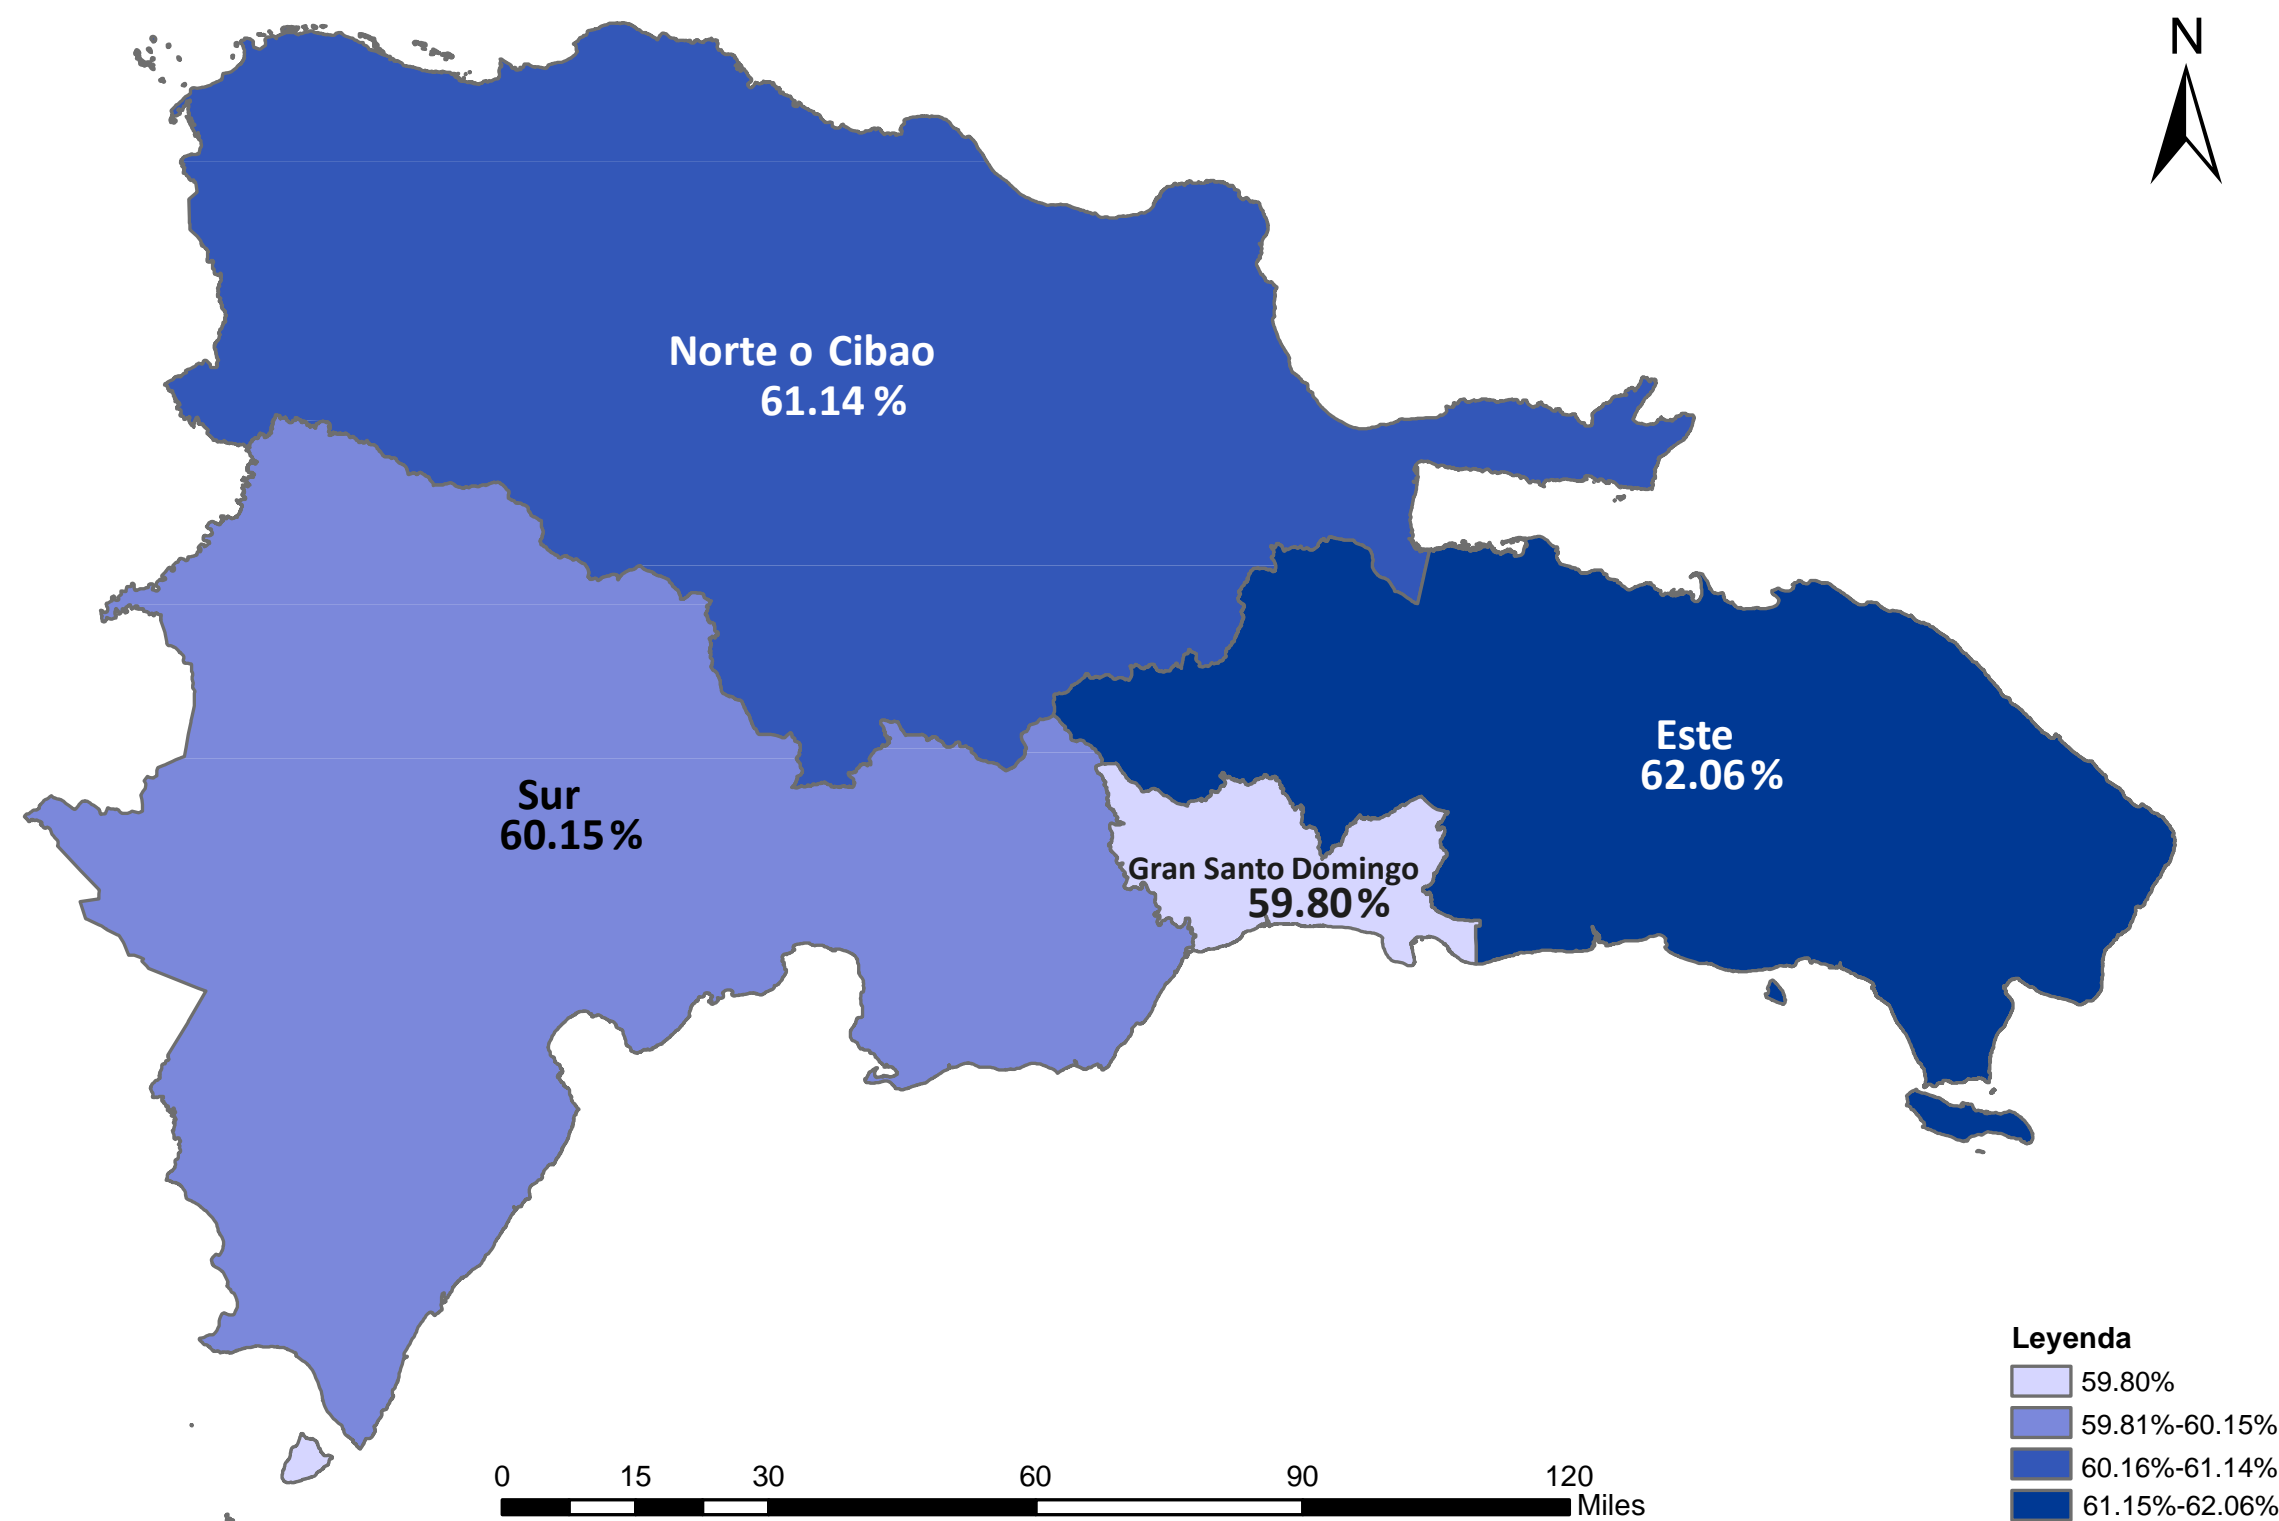 N
Norte o Cibao
61.14 %
Este
62.06 %
Sur
60.15 %
Gran Santo Domingo
59.80 %
Leyenda
59.80%
59.81%-60.15%
60.16%-61.14%
61.15%-62.06%
0 15 30 60 90 120
Miles